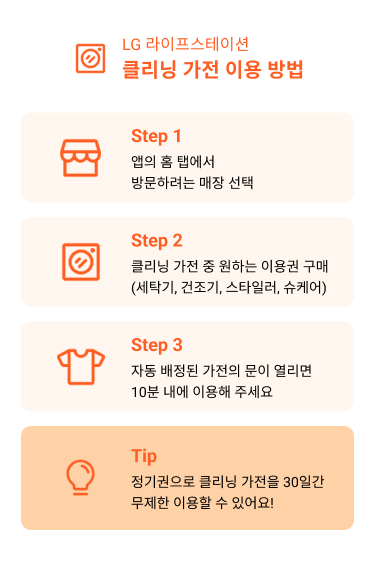 LG 라이프스테이션
클리닝 가전 이용 방법
Step 1
앱의 홈 탭에서
방문하려는 매장 선택
Step 2
클리닝 가전 중 원하는 이용권 구매
(세탁기, 건조기, 스타일러, 슈케어)
Step 3
자동 배정된 가전의 문이 열리면
10분 내에 이용해 주세요
Tip
정기권으로 클리닝 가전을 30일간
무제한 이용할 수 있어요!